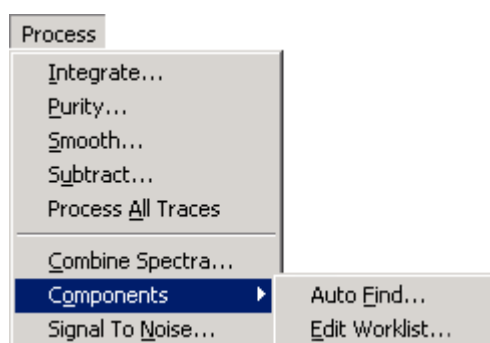 Process
Integrate...
Purity...
Smooth...
Subtract...
Process All Traces
Combine Spectra...
Components
Auto Find...
Signal To Noise...
Edit Worklist...